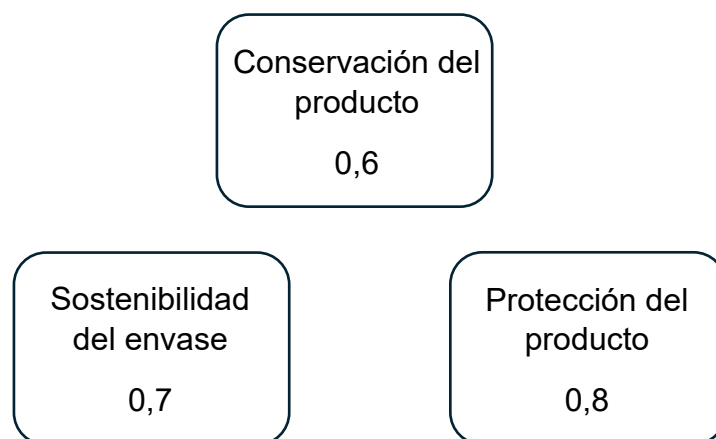 Conservación del
producto
0,6
Sostenibilidad
del envase
0,7
Protección del
producto
0,8